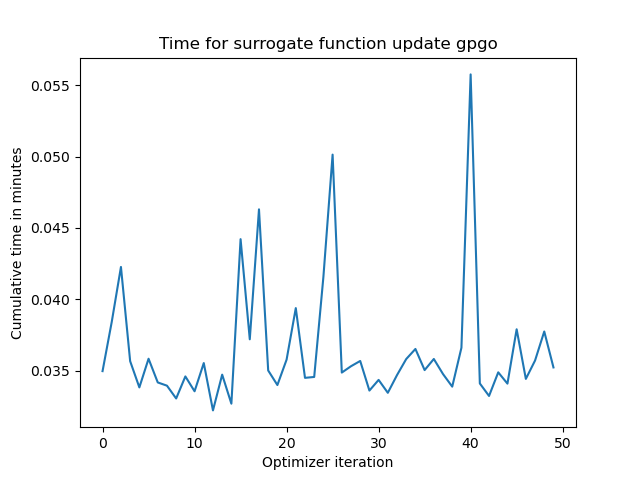 Time for surrogate function update gpgo
Cumulative time in minutes
0.055
0.050
0.045
0.040
0.035
0 10 20 30 40 50
Optimizer iteration